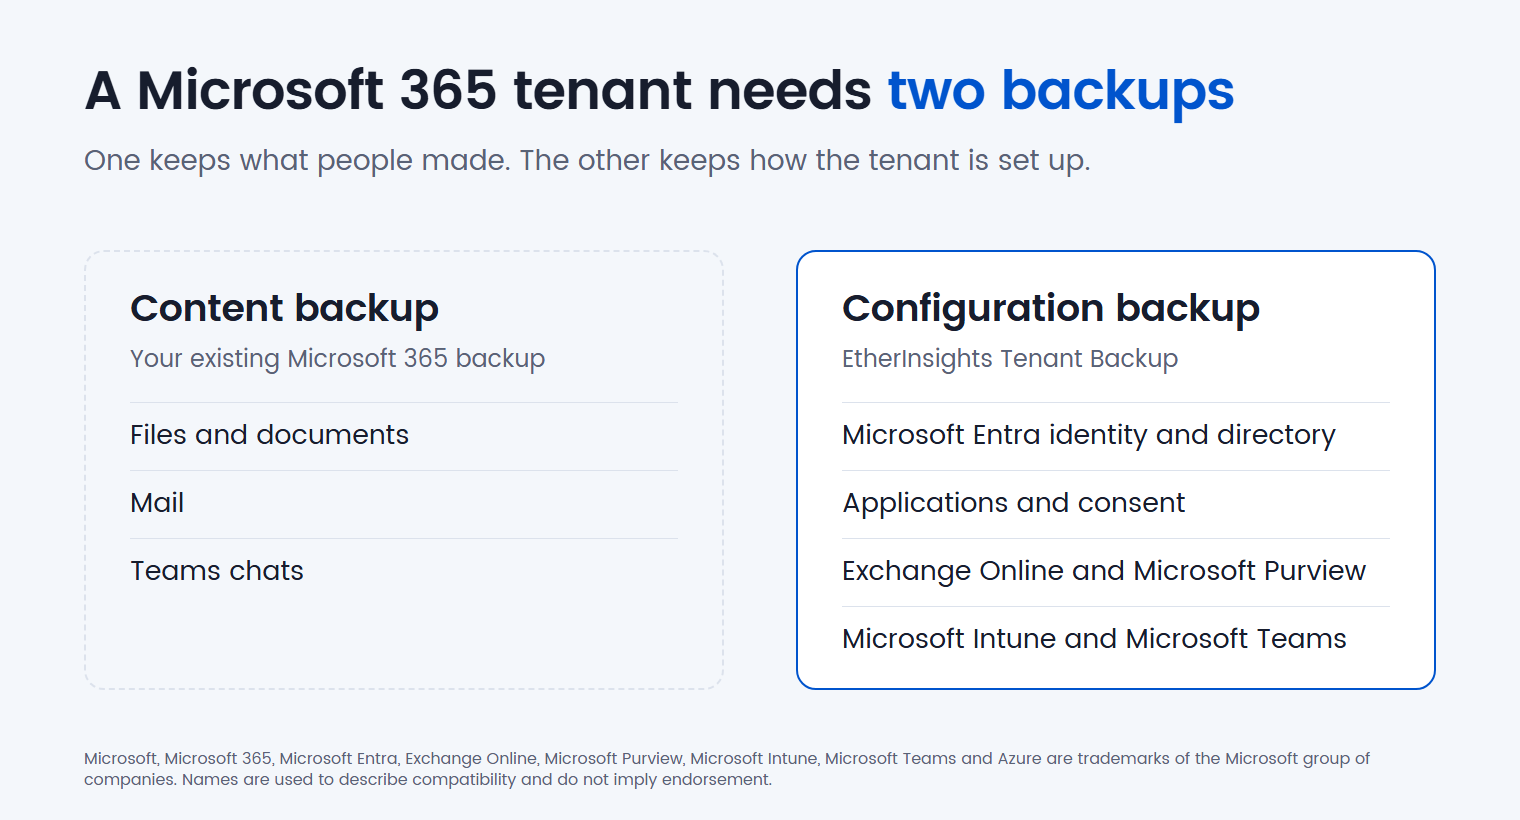 A Microsoft 365 tenant needs two backups
One keeps what people made. The other keeps how the tenant is set up.
Content backup
Your existing Microsoft 365 backup
Files and documents
Mail
Teams chats
Configuration backup
EtherInsights Tenant Backup
Microsoft Entra identity and directory
Applications and consent
Exchange Online and Microsoft Purview
Microsoft Intune and Microsoft Teams
Microsoft, Microsoft 365, Microsoft Entra, Exchange Online, Microsoft Purview, Microsoft Intune, Microsoft Teams and Azure are trademarks of the Microsoft group of
companies. Names are used to describe compatibility and do not imply endorsement.